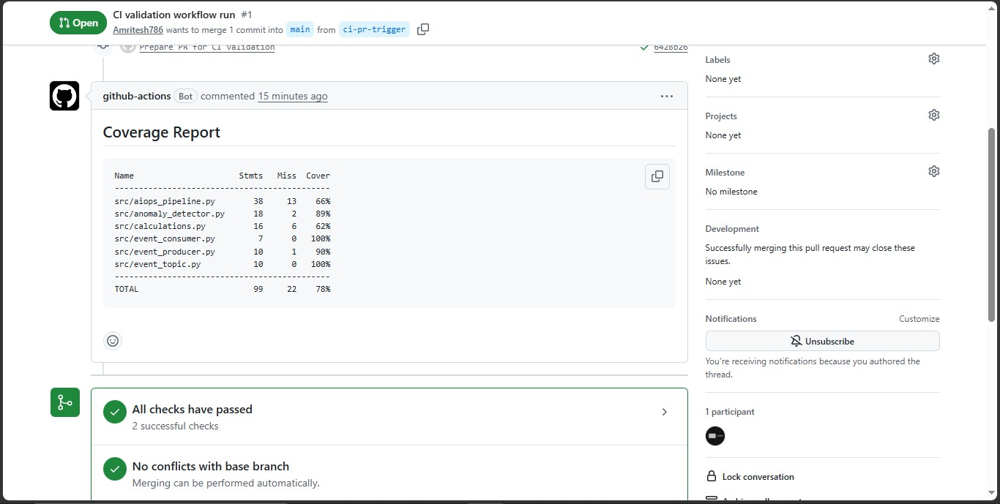 Open
CI validation workflow run #1
Amritesh786 wants to merge 1 commit into main from ci-pr-trigger
Prepare PR for CI validation
6428b26
github-actions Bot commented 15 minutes ago
Coverage Report
Name Stmts Miss Cover
---------------------------------------------
src/aiops_pipeline.py 38 13 66%
src/anomaly_detector.py 18 2 89%
src/calculations.py 16 6 62%
src/event_consumer.py 7 0 100%
src/event_producer.py 10 1 90%
src/event_topic.py 10 0 100%
---------------------------------------------
TOTAL 99 22 78%
All checks have passed
2 successful checks
No conflicts with base branch
Merging can be performed automatically.
Labels
None yet
Projects
None yet
Milestone
No milestone
Development
Successfully merging this pull request may close these
issues.
None yet
Notifications
Customize
Unsubscribe
You're receiving notifications because you authored the
thread.
1 participant
Lock conversation